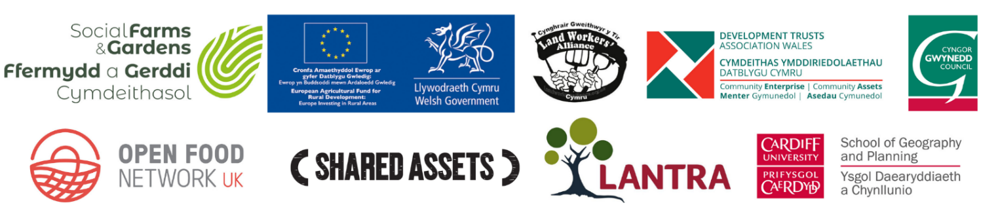 Social Farms
& Gardens
Ffermydd a Gerddi
Cymdeithasol
Cronfa Amaethyddol Ewrop ar
gyfer Datblygu Gwledig:
Ewrop yn Buddsoddi mewn Ardaloedd Gwledig
European Agricultural Fund for
Rural Development:
Europe Investing in Rural Areas
Llywodraeth Cymru
Welsh Government
Cynghrair Gweithwyr y Tir
Land Workers'
Alliance
Cymru
DEVELOPMENT TRUSTS
ASSOCIATION WALES
CYMDEITHAS YMDDIRIEDOLAETHAU
DATBLYGU CYMRU
Community Enterprise | Community Assets
Menter Gymunedol | Asedau Cymunedol
CYNGOR
GWYNEDD
COUNCIL
OPEN FOOD
NETWORK UK
SHARED ASSETS
LANTRA
CARDIFF
UNIVERSITY
PRIFYSGOL
CAERDYDD
School of Geography
and Planning
Ysgol Daearyddiaeth
a Chynllunio